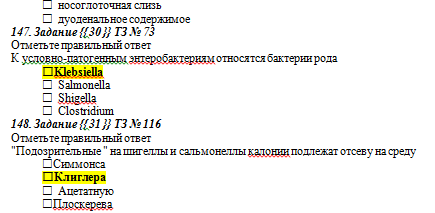 ☐ носоглоточная слизь
☐ дуоденальное содержимое
147. Задание {{30}} ТЗ № 73
Отметьте правильный ответ
К условно-патогенным энтеробактериям относятся бактерии рода
☐Klebsiella
☐ Salmonella
☐ Shigella
☐ Clostridium
148. Задание {{31}} ТЗ № 116
Отметьте правильный ответ
"Подозрительные" на шигеллы и сальмонеллы калонии подлежат отсеву на среду
☐Симмонса
☐Клиглера
☐ Ацетатную
☐Плоскерева